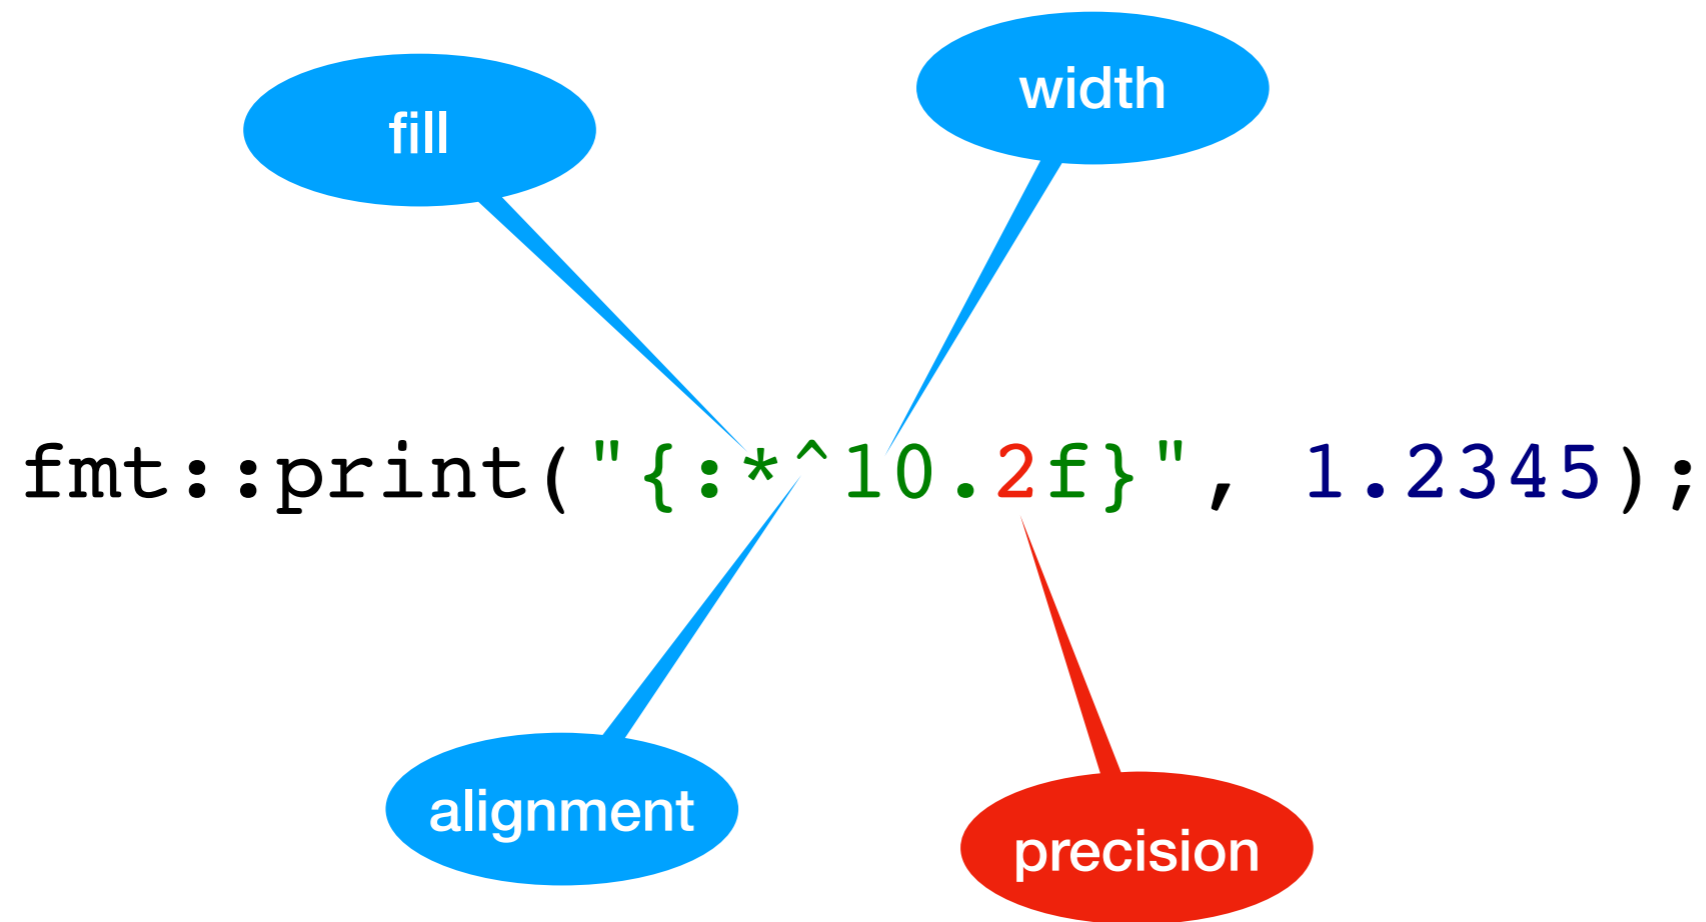 width
fill
fmt::print("{:*^10.2f}", 1.2345);
alignment
precision